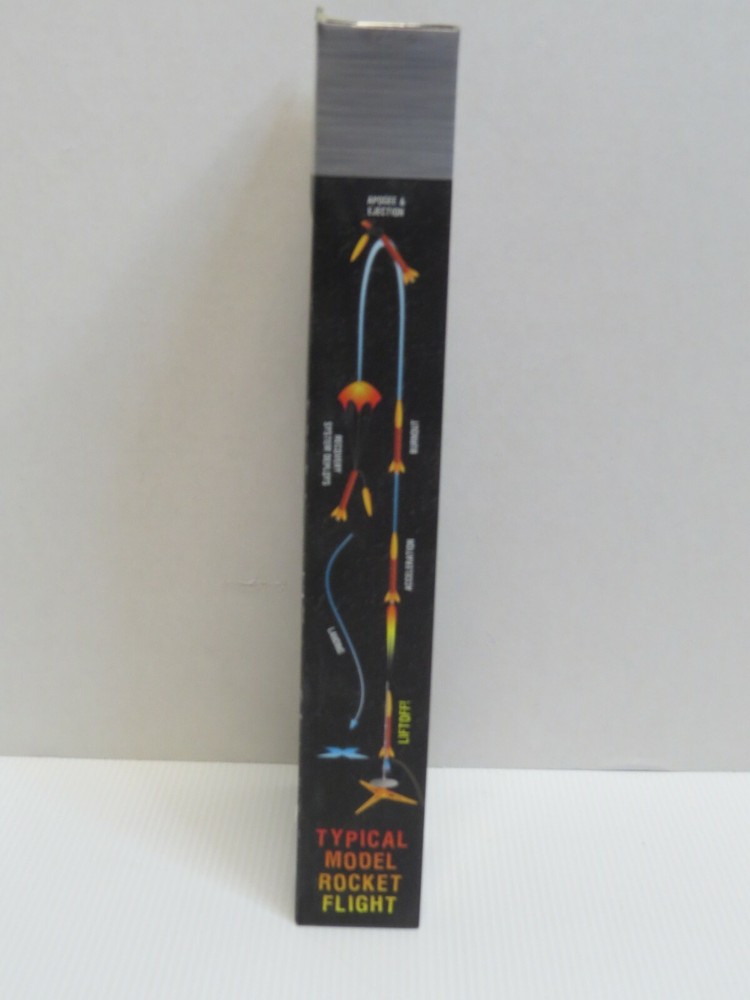 APOGEE &
EJECTION
BURNOUT
RECOVERY
SYSTEM DEPLOYS
ACCELERATION
LANDING
LIFTOFF!
TYPICAL
MODEL
ROCKET
FLIGHT